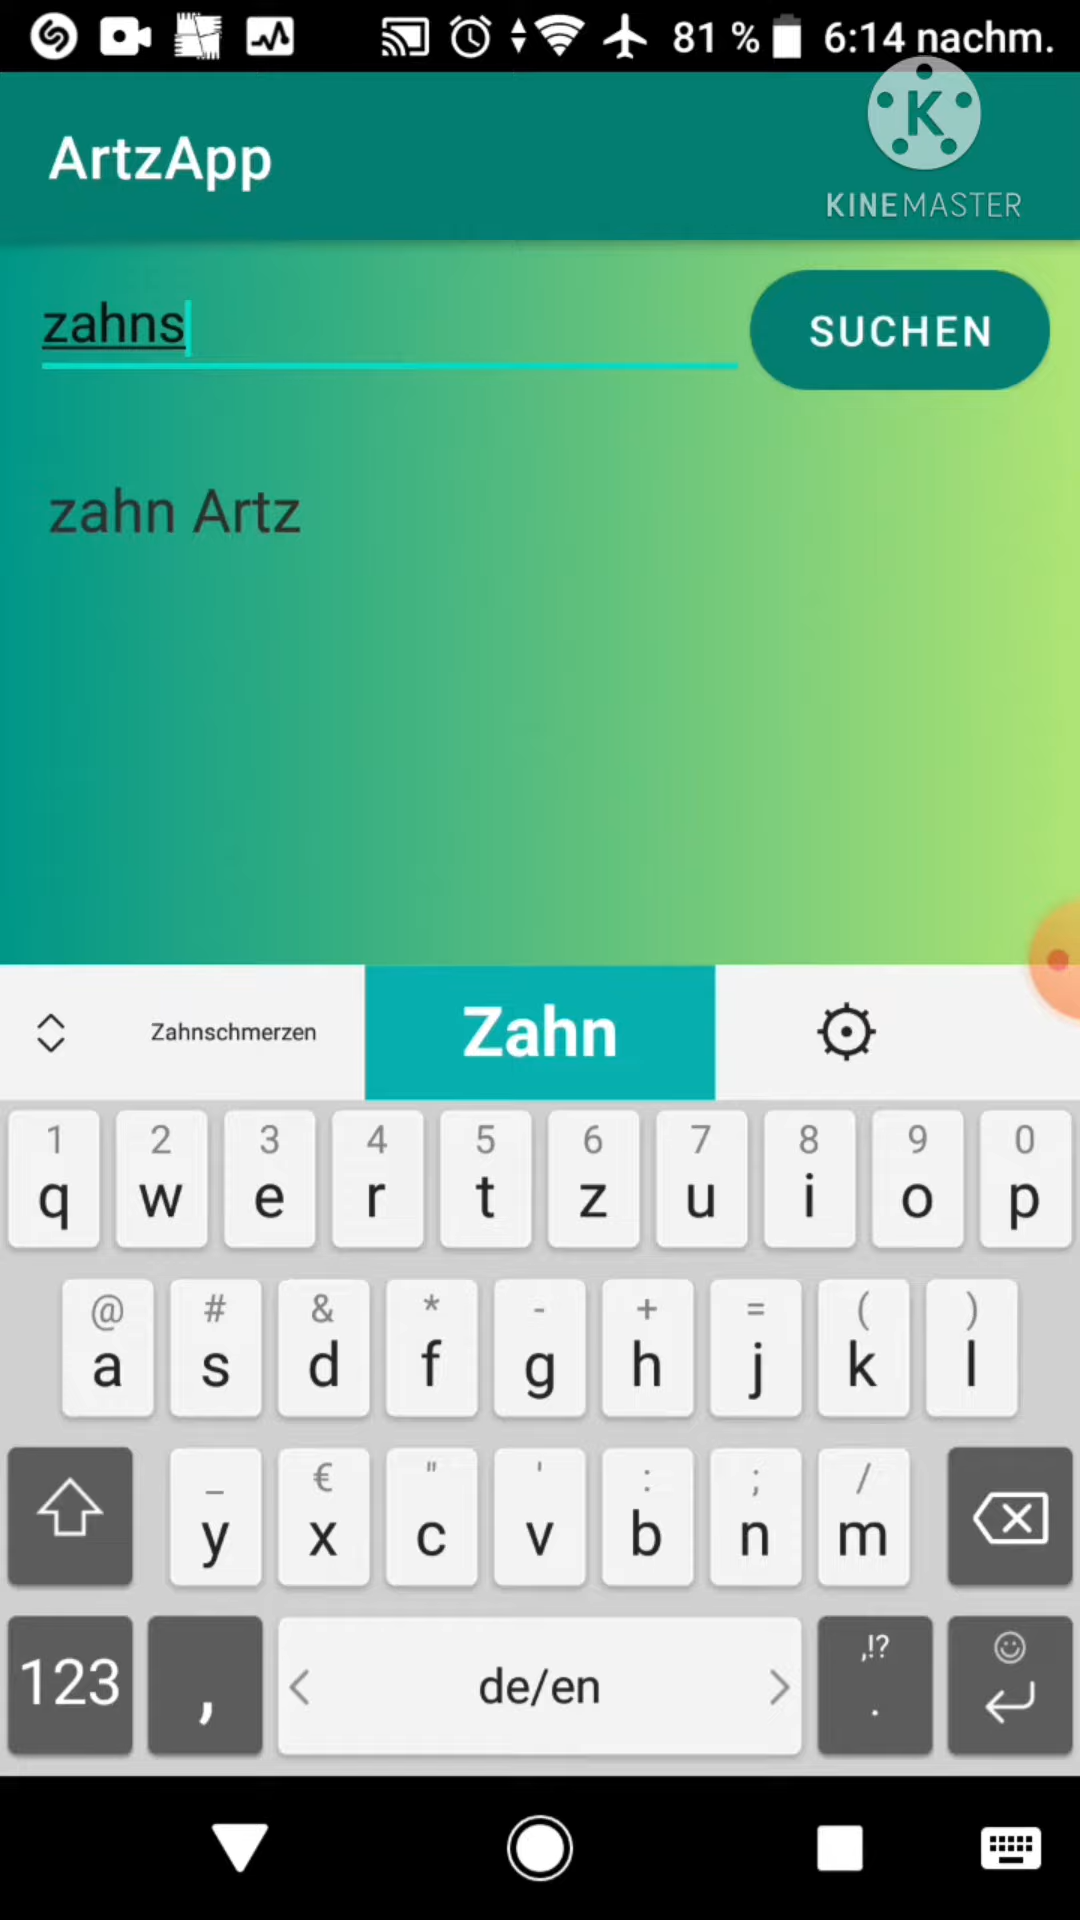 81 % 6:14 nachm.
ArtzApp
K
KINEMASTER
zahns
SUCHEN
zahn Artz
Zahnschmerzen Zahn
1 2 3 4 5 6 7 8 9 0
q w e r t z u i o p
@ # & * - + = ( )
a s d f g h j k l
_ € " ' : ; /
y x c v b n m
123 , de/en ,!? .